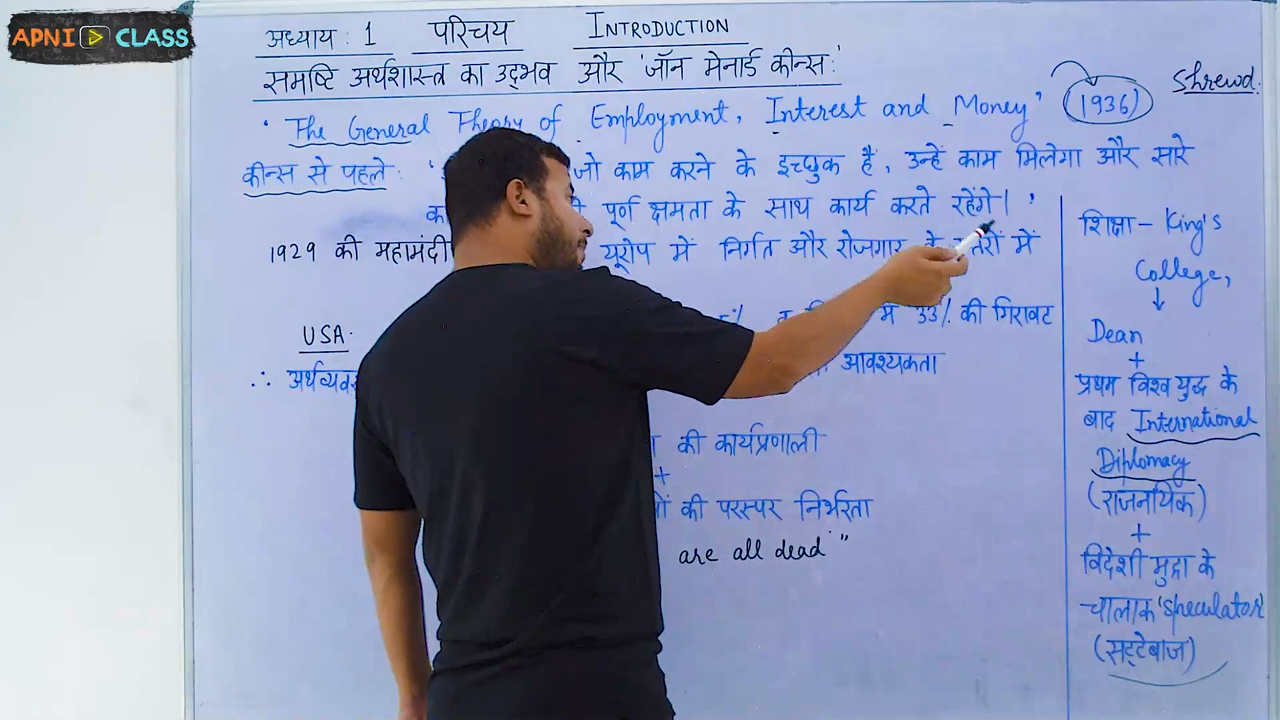 APNI CLASS
अध्याय : 1 परिचय INTRODUCTION
समष्टि अर्थशास्त्र का उद्भव और 'जॉन मेनार्ड कीन्स'
Shrewd.
'The General Theory of Employment, Interest and Money' (1936)
कीन्स से पहले: जो काम करने के इच्छुक हैं, उन्हें काम मिलेगा और सारे
पूर्ण क्षमता के साथ कार्य करते रहेंगे।'
1929 की महामंदी यूरोप में निर्गत और रोजगार के स्तरों में
USA. 33% की गिरावट
∴ आवश्यकता
की कार्यप्रणाली
+
की परस्पर निर्भरता
are all dead"
शिक्षा - King's
College,
↓
Dean
+
प्रथम विश्व युद्ध के
बाद International
Diplomacy
(राजनयिक)
+
विदेशी मुद्रा के
चालाक 'Speculator'
(सट्टेबाज)